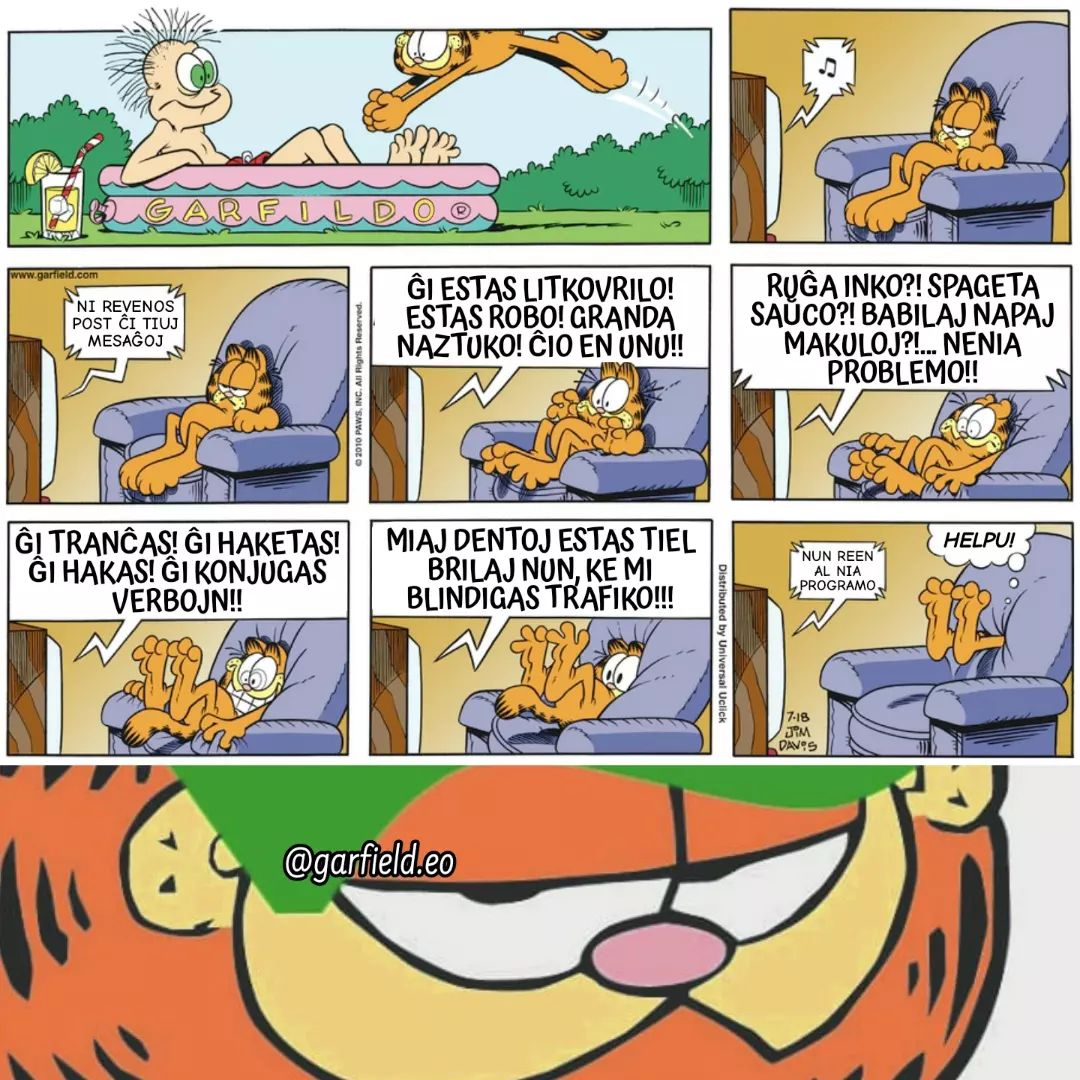 GARFILDO®
♫
www.garfield.com
NI REVENOS
POST ĈI TIUJ
MESAĜOJ
© 2010 PAWS, INC. All Rights Reserved.
ĜI ESTAS LITKOVRILO!
ESTAS ROBO! GRANDA
NAZTUKO! ĈIO EN UNU!!
RUĜA INKO?! SPAGETA
SAŬCO?! BABILAJ NAPAJ
MAKULOJ?!... NENIA
PROBLEMO!!
ĜI TRANĈAS! ĜI HAKETAS!
ĜI HAKAS! ĜI KONJUGAS
VERBOJN!!
MIAJ DENTOJ ESTAS TIEL
BRILAJ NUN, KE MI
BLINDIGAS TRAFIKO!!!
Distributed by Universal Uclick
NUN REEN
AL NIA
PROGRAMO
HELPU!
7-18
JIM
DAVIS
@garfield.eo